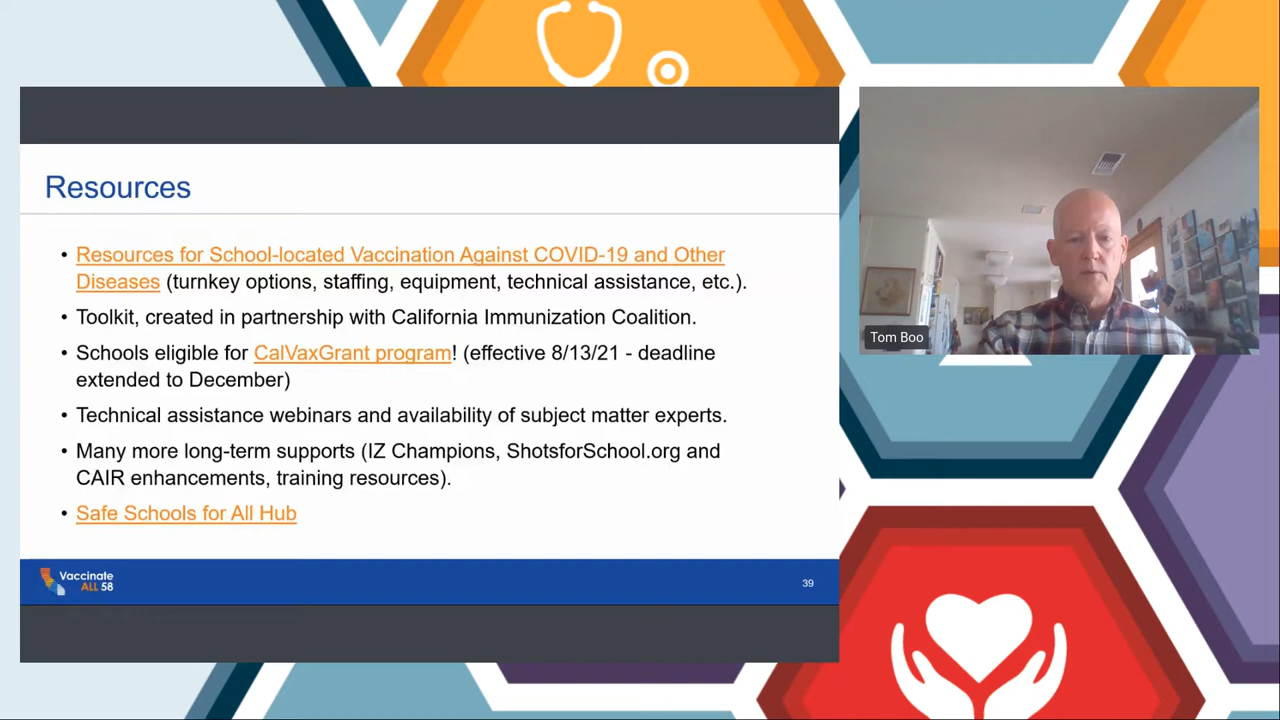 Resources
• Resources for School-located Vaccination Against COVID-19 and Other
Diseases (turnkey options, staffing, equipment, technical assistance, etc.).
• Toolkit, created in partnership with California Immunization Coalition.
• Schools eligible for CalVaxGrant program! (effective 8/13/21 - deadline
extended to December)
• Technical assistance webinars and availability of subject matter experts.
• Many more long-term supports (IZ Champions, ShotsforSchool.org and
CAIR enhancements, training resources).
• Safe Schools for All Hub
Vaccinate
ALL 58
39
Tom Boo